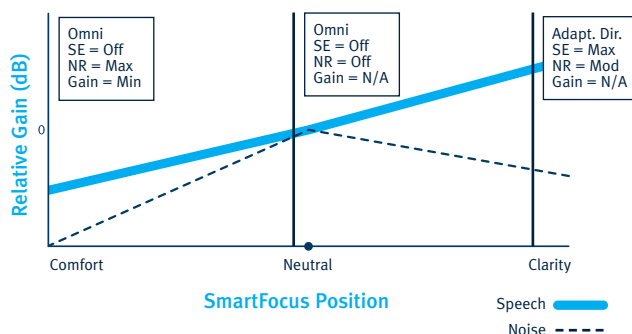 Omni
SE = Off
NR = Max
Gain = Min
Omni
SE = Off
NR = Off
Gain = N/A
Adapt. Dir.
SE = Max
NR = Mod
Gain = N/A
Relative Gain (dB)
0
Comfort
Neutral
Clarity
SmartFocus Position
Speech
Noise